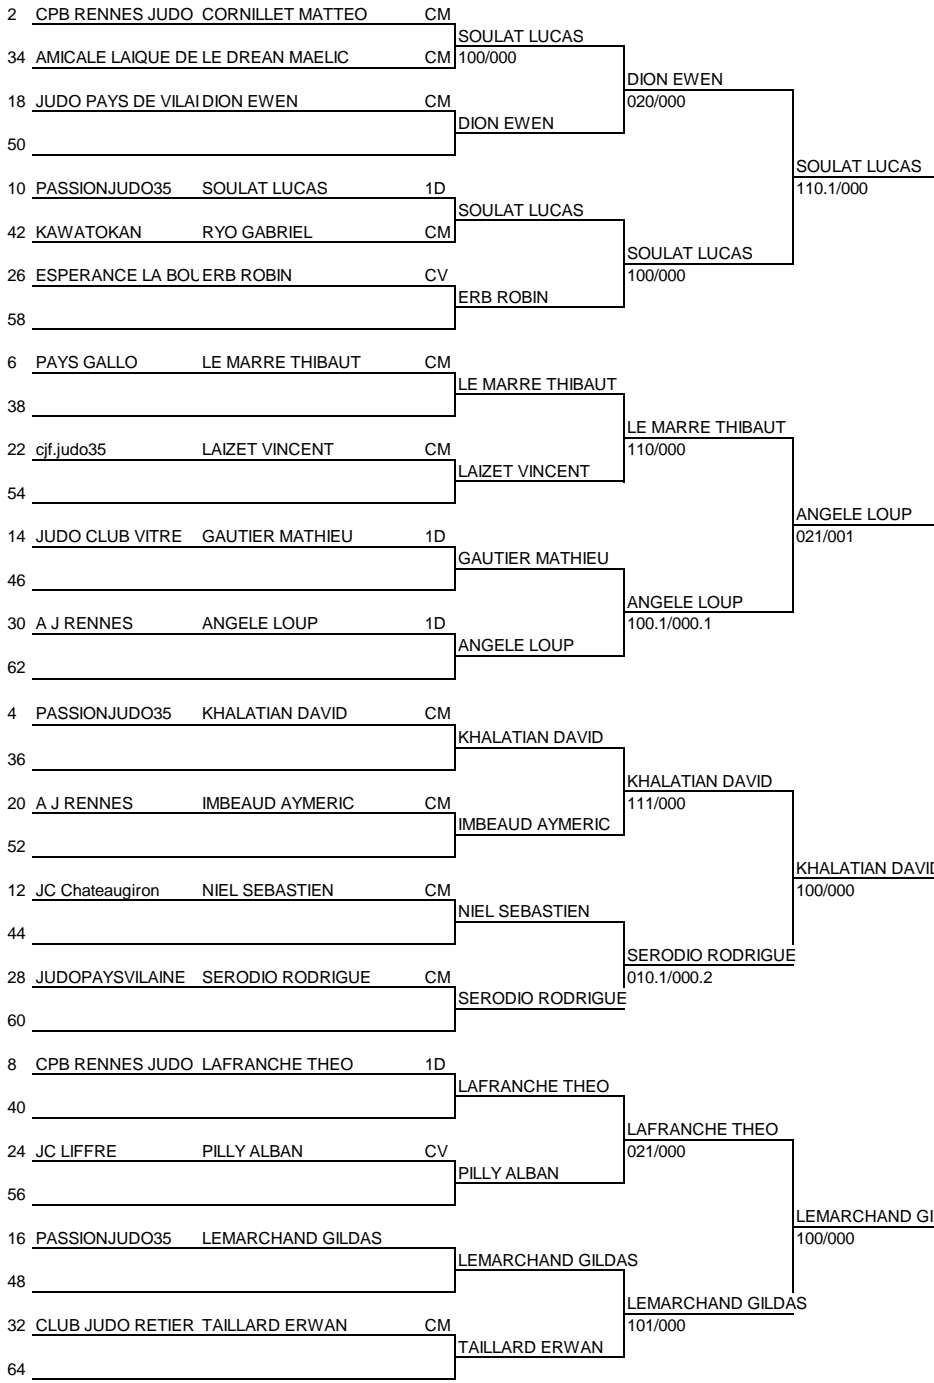 2 CPB RENNES JUDO CORNILLET MATTEO CM
SOULAT LUCAS
34 AMICALE LAIQUE DE LE DREAN MAELIC CM 100/000
DION EWEN
18 JUDO PAYS DE VILAI DION EWEN CM 020/000
DION EWEN
50
SOULAT LUCAS
10 PASSIONJUDO35 SOULAT LUCAS 1D 110.1/000
SOULAT LUCAS
42 KAWATOKAN RYO GABRIEL CM
SOULAT LUCAS
26 ESPERANCE LA BOU ERB ROBIN CV 100/000
ERB ROBIN
58
6 PAYS GALLO LE MARRE THIBAUT CM
LE MARRE THIBAUT
38
LE MARRE THIBAUT
22 cjf.judo35 LAIZET VINCENT CM 110/000
LAIZET VINCENT
54
ANGELE LOUP
14 JUDO CLUB VITRE GAUTIER MATHIEU 1D 021/001
GAUTIER MATHIEU
46
ANGELE LOUP
30 A J RENNES ANGELE LOUP 1D 100.1/000.1
ANGELE LOUP
62
4 PASSIONJUDO35 KHALATIAN DAVID CM
KHALATIAN DAVID
36
KHALATIAN DAVID
20 A J RENNES IMBEAUD AYMERIC CM 111/000
IMBEAUD AYMERIC
52
KHALATIAN DAVID
12 JC Chateaugiron NIEL SEBASTIEN CM 100/000
NIEL SEBASTIEN
44
SERODIO RODRIGUE
28 JUDOPAYSVILAINE SERODIO RODRIGUE CM 010.1/000.2
SERODIO RODRIGUE
60
8 CPB RENNES JUDO LAFRANCHE THEO 1D
LAFRANCHE THEO
40
LAFRANCHE THEO
24 JC LIFFRE PILLY ALBAN CV 021/000
PILLY ALBAN
56
LEMARCHAND GI
16 PASSIONJUDO35 LEMARCHAND GILDAS 100/000
LEMARCHAND GILDAS
48
LEMARCHAND GILDAS
32 CLUB JUDO RETIER TAILLARD ERWAN CM 101/000
TAILLARD ERWAN
64